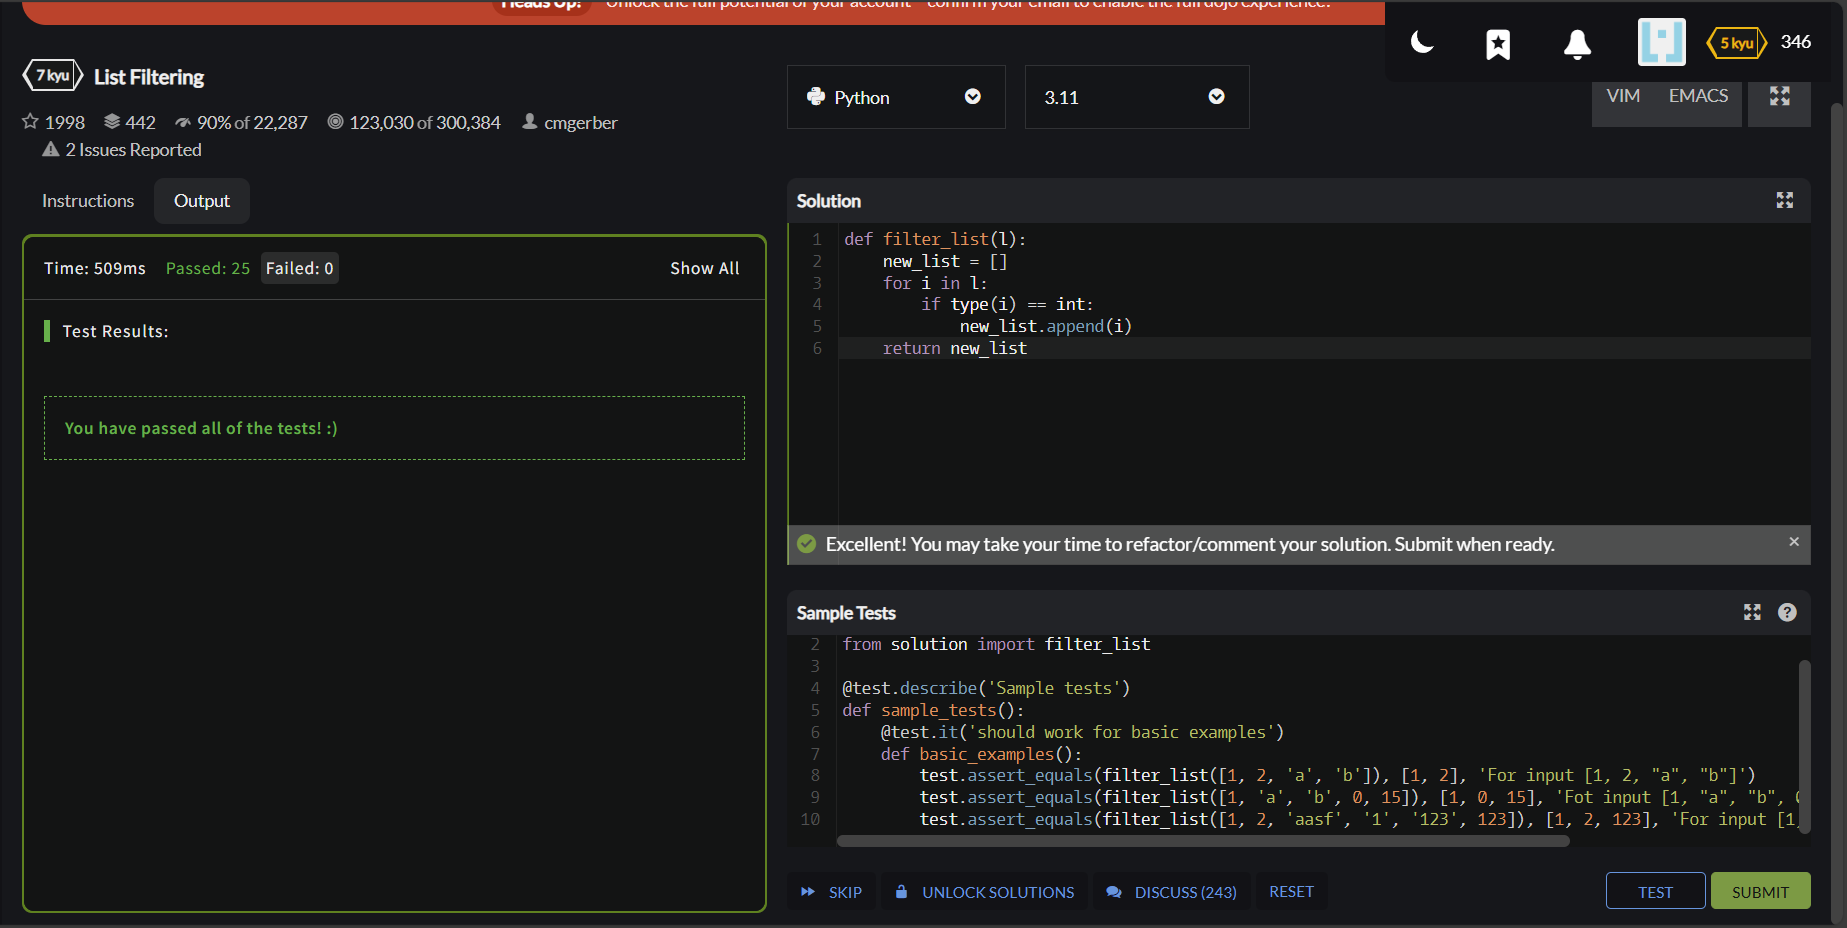 Heads Up! Unlock the full potential of your account - confirm your email to enable the full dojo experience!
5 kyu 346
7 kyu List Filtering
1998 442 90% of 22,287 123,030 of 300,384 cmgerber
2 Issues Reported
Python
3.11
VIM EMACS
Instructions Output
Time: 509ms Passed: 25 Failed: 0 Show All
Test Results:
You have passed all of the tests! :)
Solution
1 def filter_list(l):
2     new_list = []
3     for i in l:
4         if type(i) == int:
5             new_list.append(i)
6     return new_list
Excellent! You may take your time to refactor/comment your solution. Submit when ready.
Sample Tests
2 from solution import filter_list
3
4 @test.describe('Sample tests')
5 def sample_tests():
6     @test.it('should work for basic examples')
7     def basic_examples():
8         test.assert_equals(filter_list([1, 2, 'a', 'b']), [1, 2], 'For input [1, 2, "a", "b"]')
9         test.assert_equals(filter_list([1, 'a', 'b', 0, 15]), [1, 0, 15], 'Fot input [1, "a", "b",
10         test.assert_equals(filter_list([1, 2, 'aasf', '1', '123', 123]), [1, 2, 123], 'For input [1,
SKIP UNLOCK SOLUTIONS DISCUSS (243) RESET TEST SUBMIT